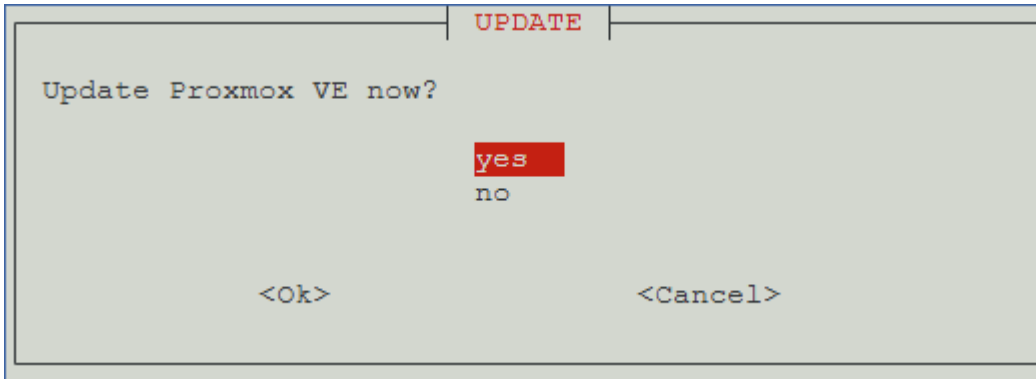 UPDATE
Update Proxmox VE now?
yes
no
<Ok> <Cancel>